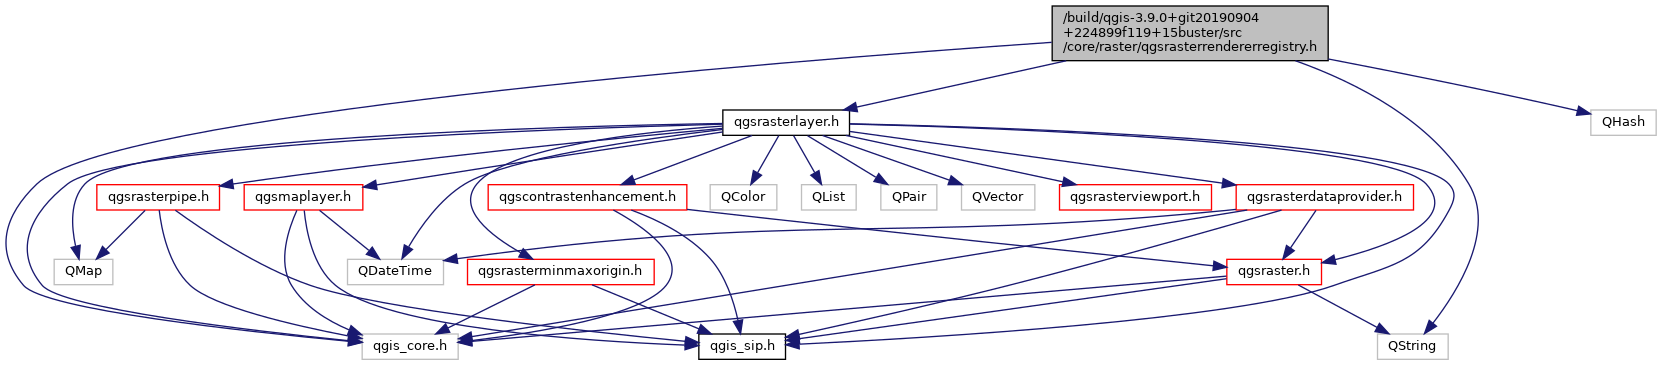 /build/qgis-3.9.0+git20190904
+224899f119+15buster/src
/core/raster/qgsrasterrendererregistry.h
qgsrasterlayer.h
QHash
qgsrasterpipe.h
qgsmaplayer.h
qgscontrastenhancement.h
QColor
QList
QPair
QVector
qgsrasterviewport.h
qgsrasterdataprovider.h
QMap
QDateTime
qgsrasterminmaxorigin.h
qgsraster.h
qgis_core.h
qgis_sip.h
QString